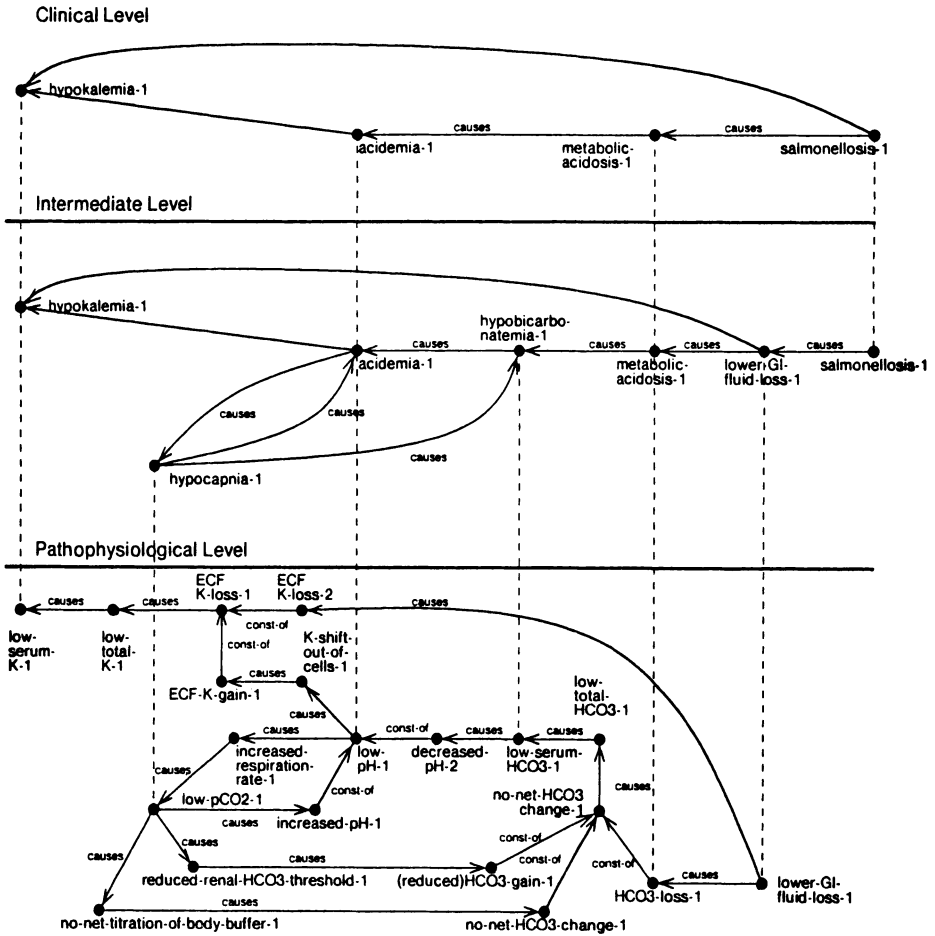 Clinical Level
hypokalemia-1
causes
causes
acidemia-1
metabolic-
acidosis-1
salmonellosis-1
Intermediate Level
hypokalemia-1
hypobicarbo-
natemia-1
causes
causes
causes
causes
acidemia-1
metabolic-
acidosis-1
lower-GI-
fluid-loss-1
salmonellosis-1
causes
causes
causes
hypocapnia-1
Pathophysiological Level
ECF
K-loss-1
ECF
K-loss-2
causes
causes
causes
const-of
low-
serum-
K-1
low-
total-
K-1
const-of
K-shift-
out-of-
cells-1
causes
ECF-K-gain-1
low-
total-
HCO3-1
causes
causes
const-of
causes
causes
increased-
respiration-
rate-1
low-
pH-1
decreased-
pH-2
low-serum-
HCO3-1
causes
low-pCO2-1
const-of
no-net-HCO3
change-1
causes
causes
increased-pH-1
causes
causes
const-of
const-of
causes
const-of
causes
reduced-renal-HCO3-threshold-1
(reduced)HCO3-gain-1
HCO3-loss-1
lower-GI-
fluid-loss-1
causes
no-net-titration-of-body-buffer-1
no-net-HCO3-change-1